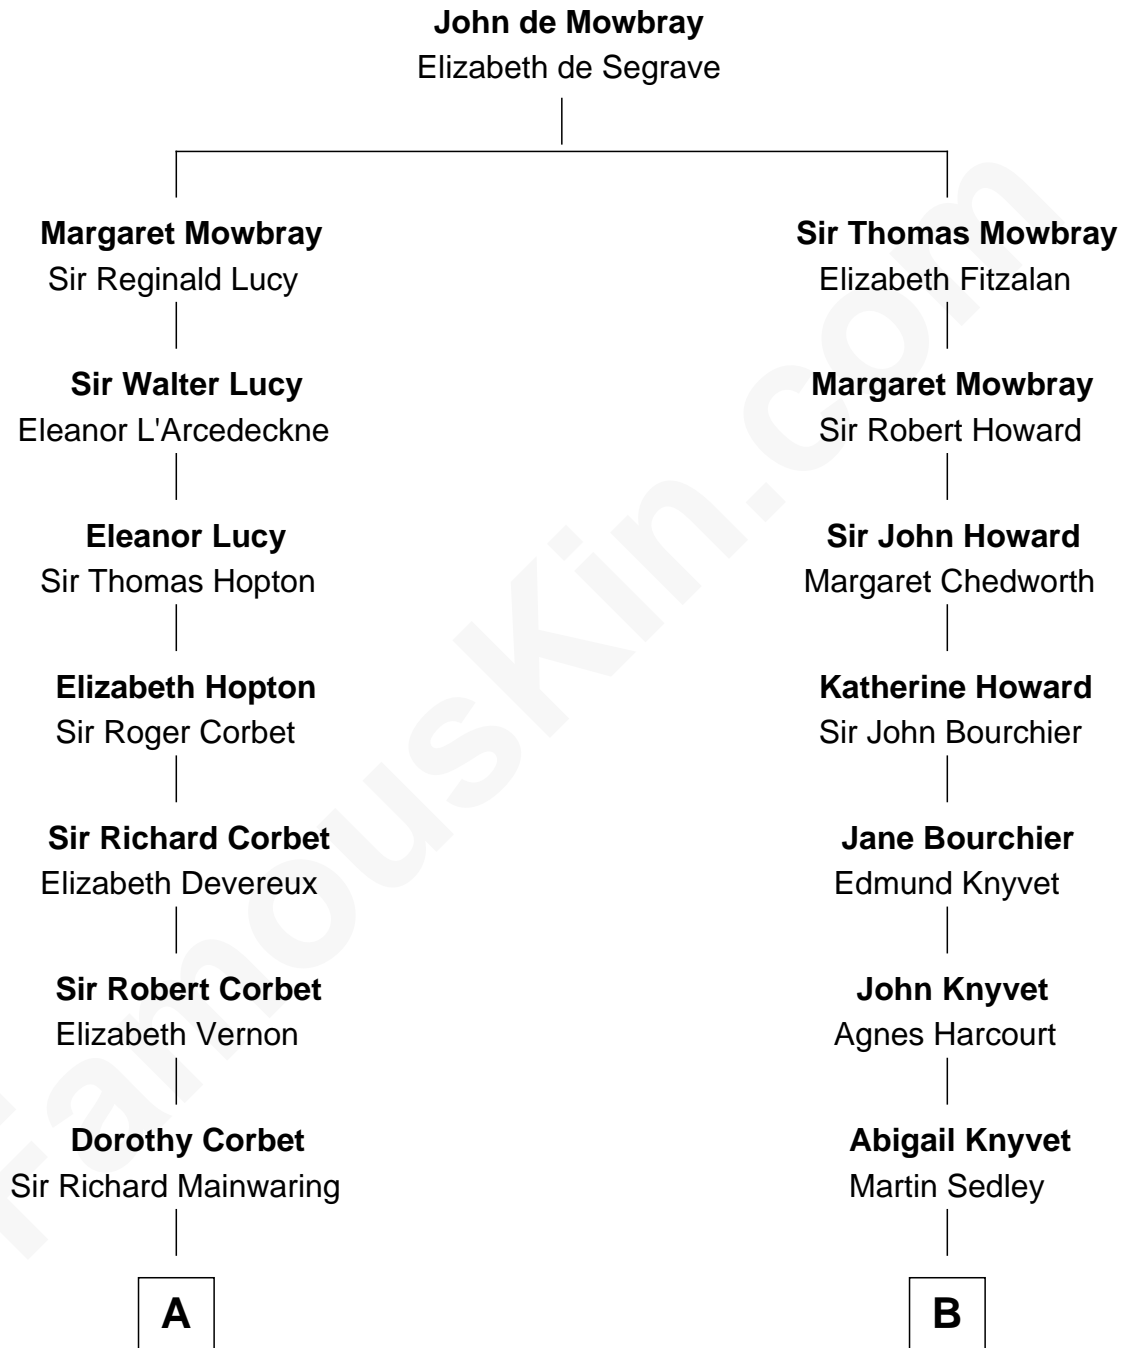 John de Mowbray
Elizabeth de Segrave
Margaret Mowbray
Sir Reginald Lucy
Sir Thomas Mowbray
Elizabeth Fitzalan
Sir Walter Lucy
Eleanor L'Arcedeckne
Margaret Mowbray
Sir Robert Howard
Eleanor Lucy
Sir Thomas Hopton
Sir John Howard
Margaret Chedworth
Elizabeth Hopton
Sir Roger Corbet
Katherine Howard
Sir John Bourchier
Sir Richard Corbet
Elizabeth Devereux
Jane Bourchier
Edmund Knyvet
Sir Robert Corbet
Elizabeth Vernon
John Knyvet
Agnes Harcourt
Dorothy Corbet
Sir Richard Mainwaring
Abigail Knyvet
Martin Sedley
A
B
FamousKin.com